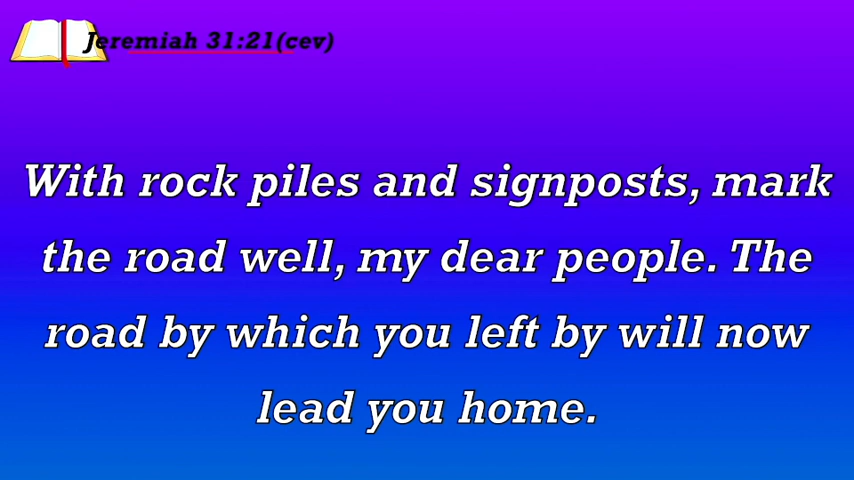 Jeremiah 31:21(cev)
With rock piles and signposts, mark
the road well, my dear people. The
road by which you left by will now
lead you home.